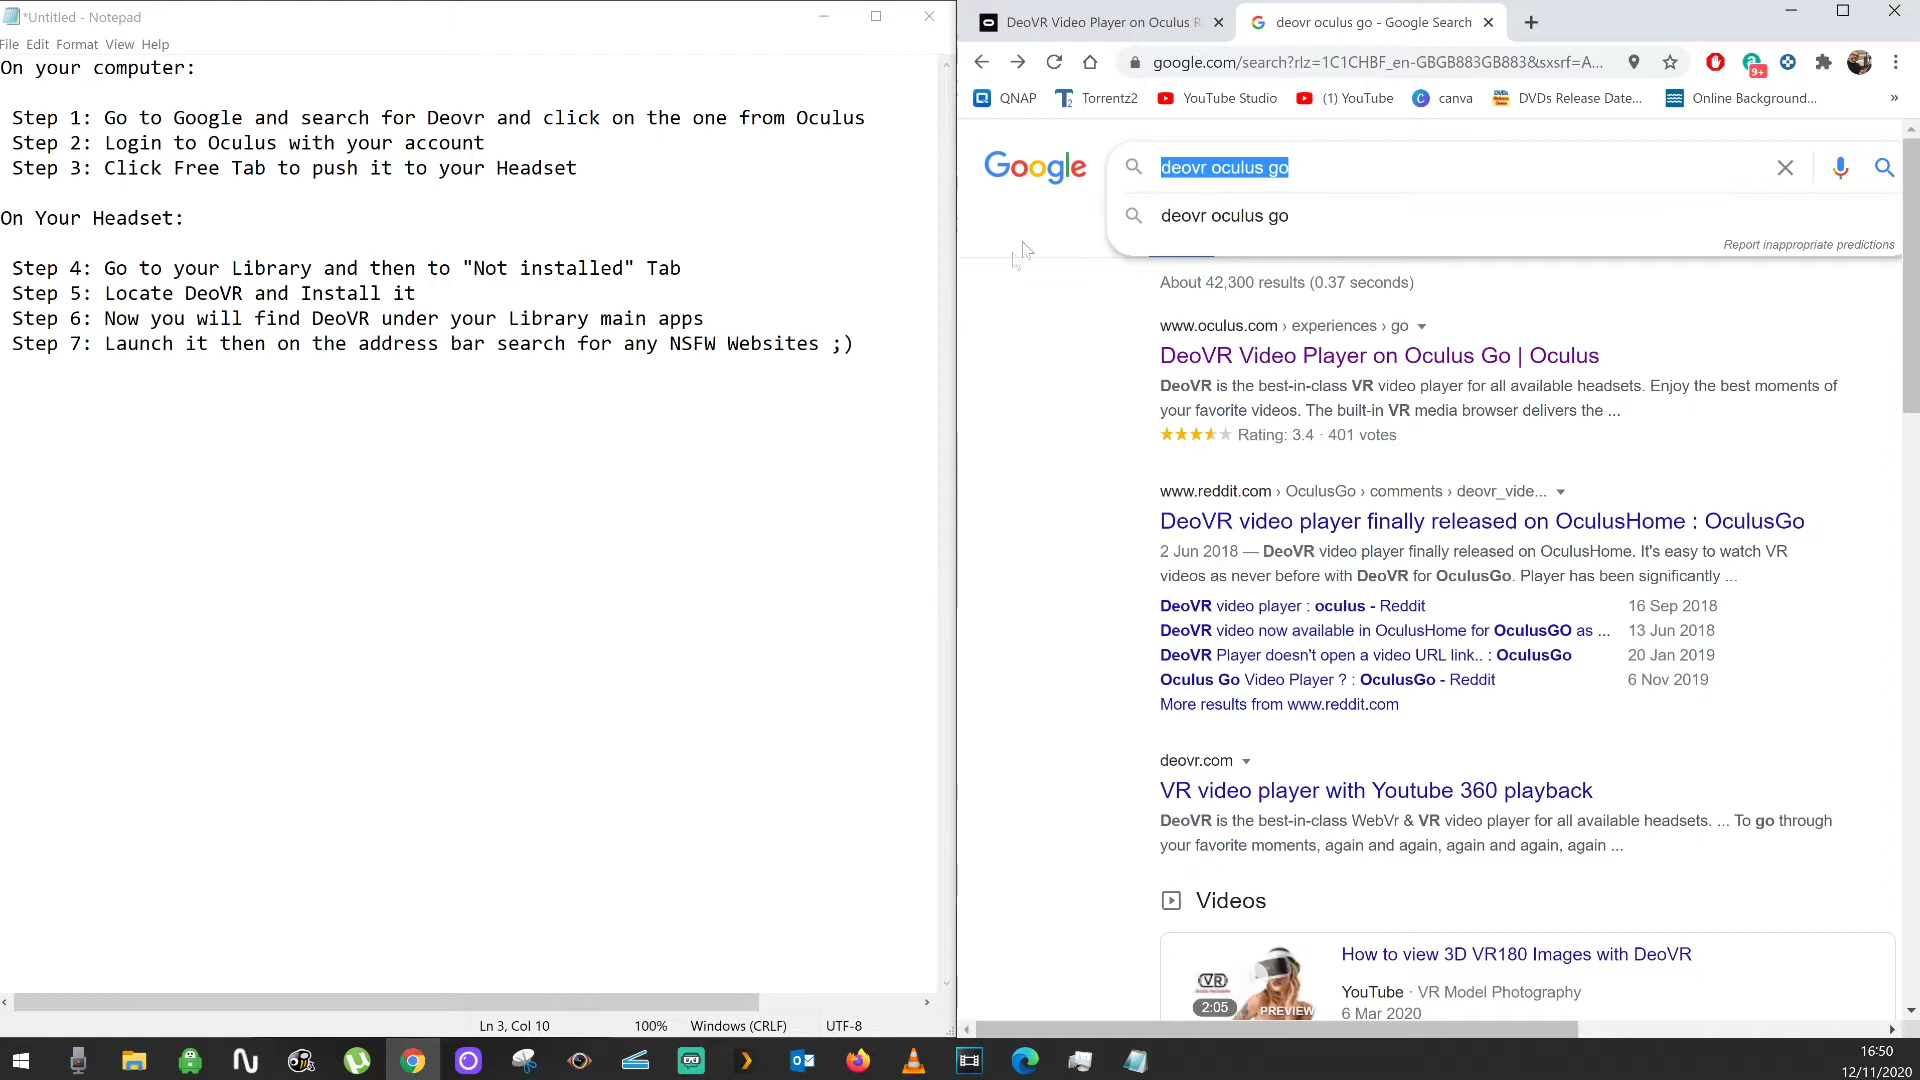 *Untitled - Notepad
File Edit Format View Help
On your computer:
Step 1: Go to Google and search for Deovr and click on the one from Oculus
Step 2: Login to Oculus with your account
Step 3: Click Free Tab to push it to your Headset
On Your Headset:
Step 4: Go to your Library and then to "Not installed" Tab
Step 5: Locate DeoVR and Install it
Step 6: Now you will find DeoVR under your Library main apps
Step 7: Launch it then on the address bar search for any NSFW Websites ;)
Ln 3, Col 10 100% Windows (CRLF) UTF-8
DeoVR Video Player on Oculus R
deovr oculus go - Google Search
google.com/search?rlz=1C1CHBF_en-GBGB883GB883&sxsrf=A...
9+
QNAP Torrentz2 YouTube Studio (1) YouTube canva DVDs Release Date... Online Background... »
Google
deovr oculus go
deovr oculus go
Report inappropriate predictions
About 42,300 results (0.37 seconds)
www.oculus.com › experiences › go
DeoVR Video Player on Oculus Go | Oculus
DeoVR is the best-in-class VR video player for all available headsets. Enjoy the best moments of
your favorite videos. The built-in VR media browser delivers the ...
Rating: 3.4 · 401 votes
www.reddit.com › OculusGo › comments › deovr_vide...
DeoVR video player finally released on OculusHome : OculusGo
2 Jun 2018 — DeoVR video player finally released on OculusHome. It's easy to watch VR
videos as never before with DeoVR for OculusGo. Player has been significantly ...
DeoVR video player : oculus - Reddit 16 Sep 2018
DeoVR video now available in OculusHome for OculusGO as ... 13 Jun 2018
DeoVR Player doesn't open a video URL link.. : OculusGo 20 Jan 2019
Oculus Go Video Player ? : OculusGo - Reddit 6 Nov 2019
More results from www.reddit.com
deovr.com
VR video player with Youtube 360 playback
DeoVR is the best-in-class WebVr & VR video player for all available headsets. ... To go through
your favorite moments, again and again, again and again, again ...
Videos
How to view 3D VR180 Images with DeoVR
VR
2:05
PREVIEW
YouTube · VR Model Photography
6 Mar 2020
16:50
12/11/2020